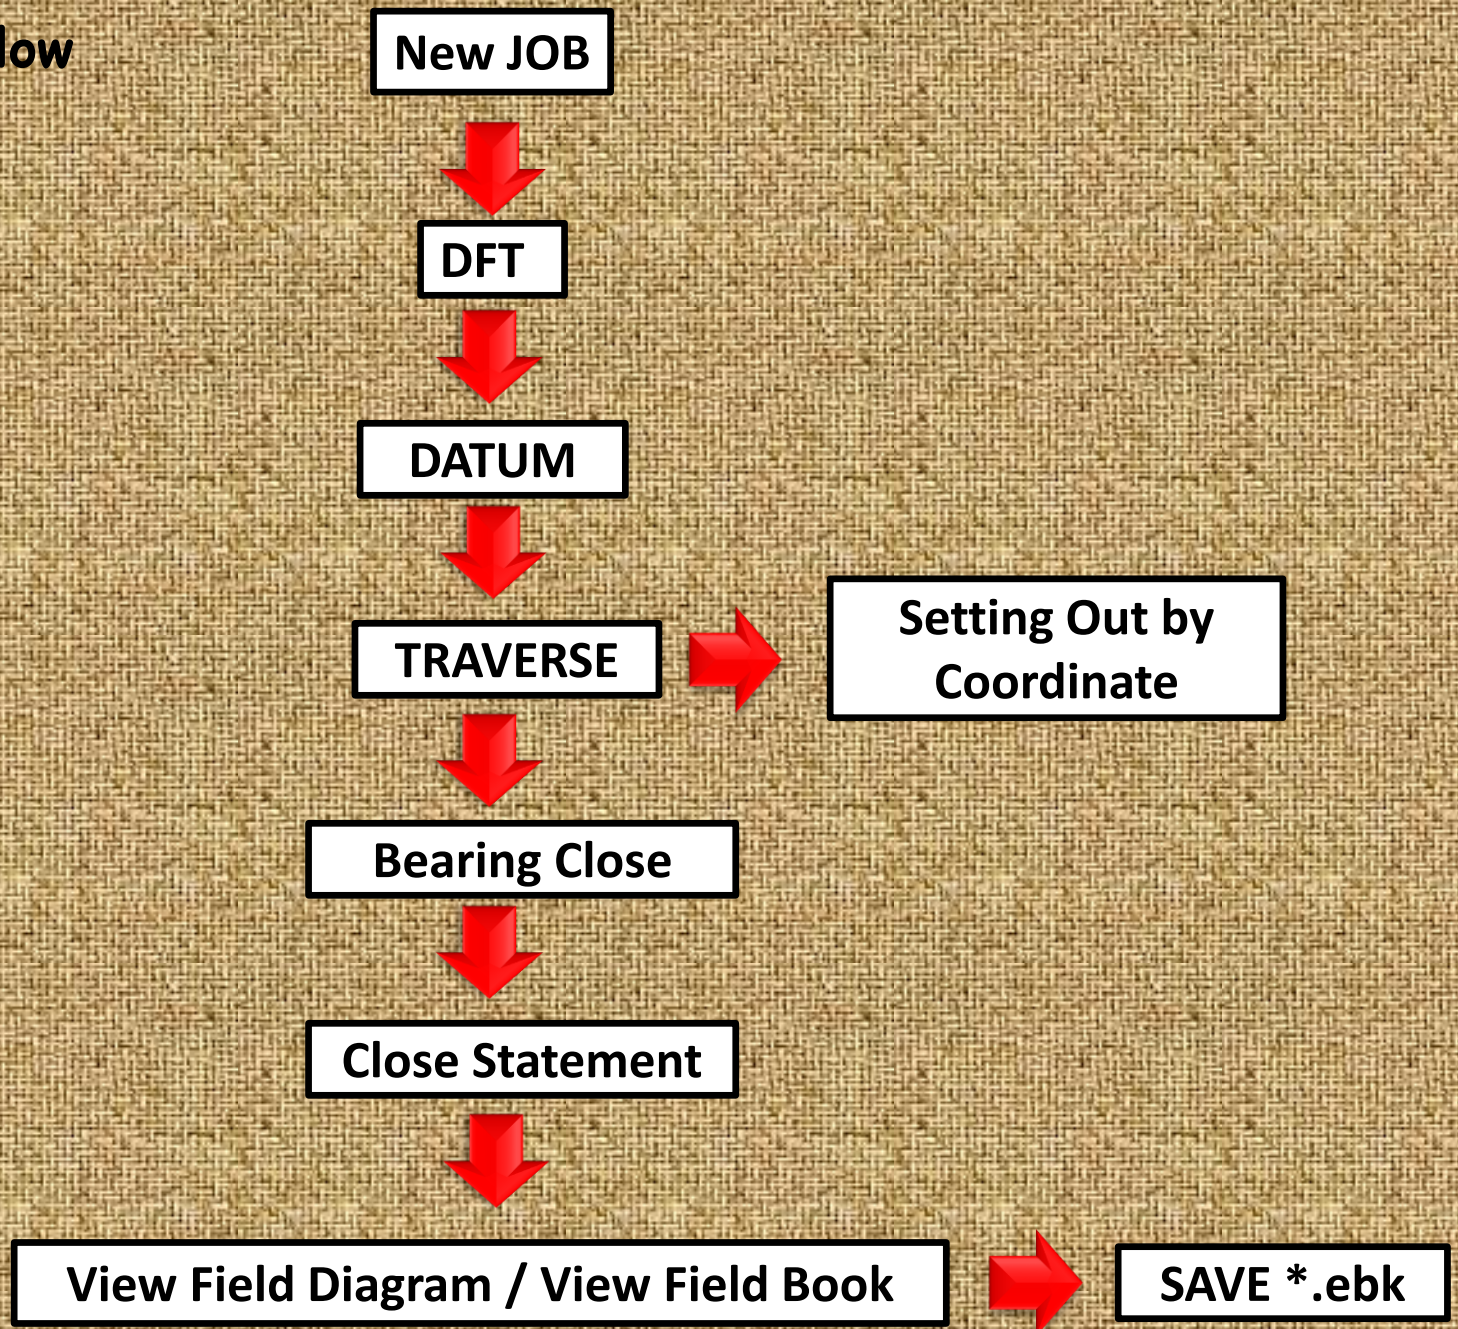 low
New JOB
DFT
DATUM
TRAVERSE
Setting Out by
Coordinate
Bearing Close
Close Statement
View Field Diagram / View Field Book
SAVE *.ebk